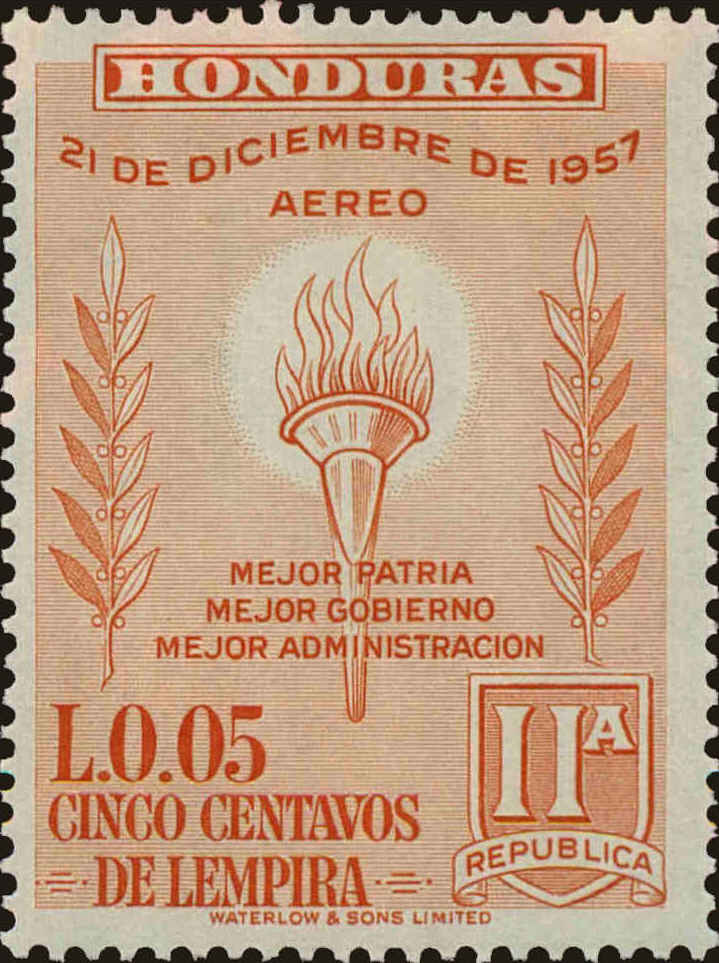 HONDURAS
21 DE DICIEMBRE DE 1957
AEREO
MEJOR PATRIA
MEJOR GOBIERNO
MEJOR ADMINISTRACION
L.0.05
CINCO CENTAVOS
DE LEMPIRA
IIA
REPUBLICA
WATERLOW & SONS LIMITED